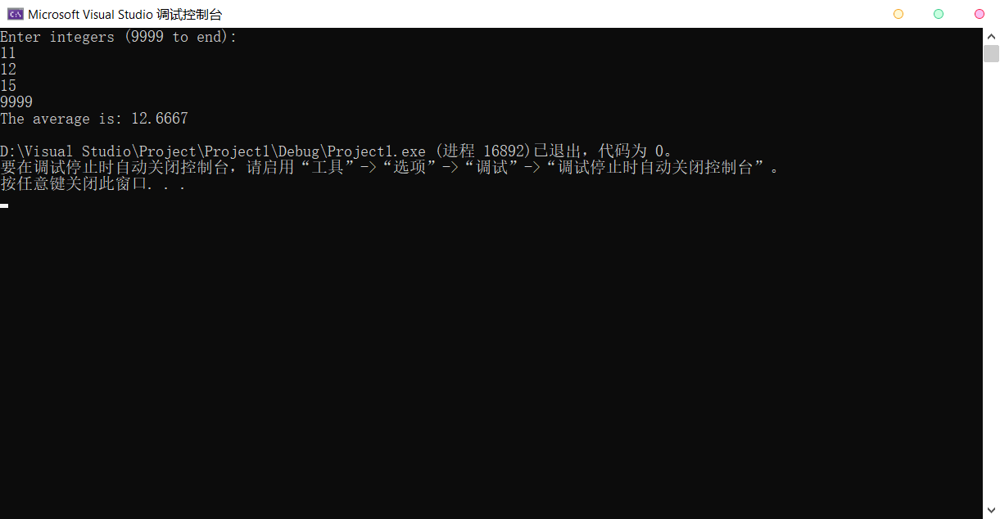 Microsoft Visual Studio 调试控制台
Enter integers (9999 to end):
11
12
15
9999
The average is: 12.6667
D:\Visual Studio\Project\Project1\Debug\Project1.exe (进程 16892)已退出，代码为 0。
要在调试停止时自动关闭控制台，请启用“工具”->“选项”->“调试”->“调试停止时自动关闭控制台”。
按任意键关闭此窗口. . .